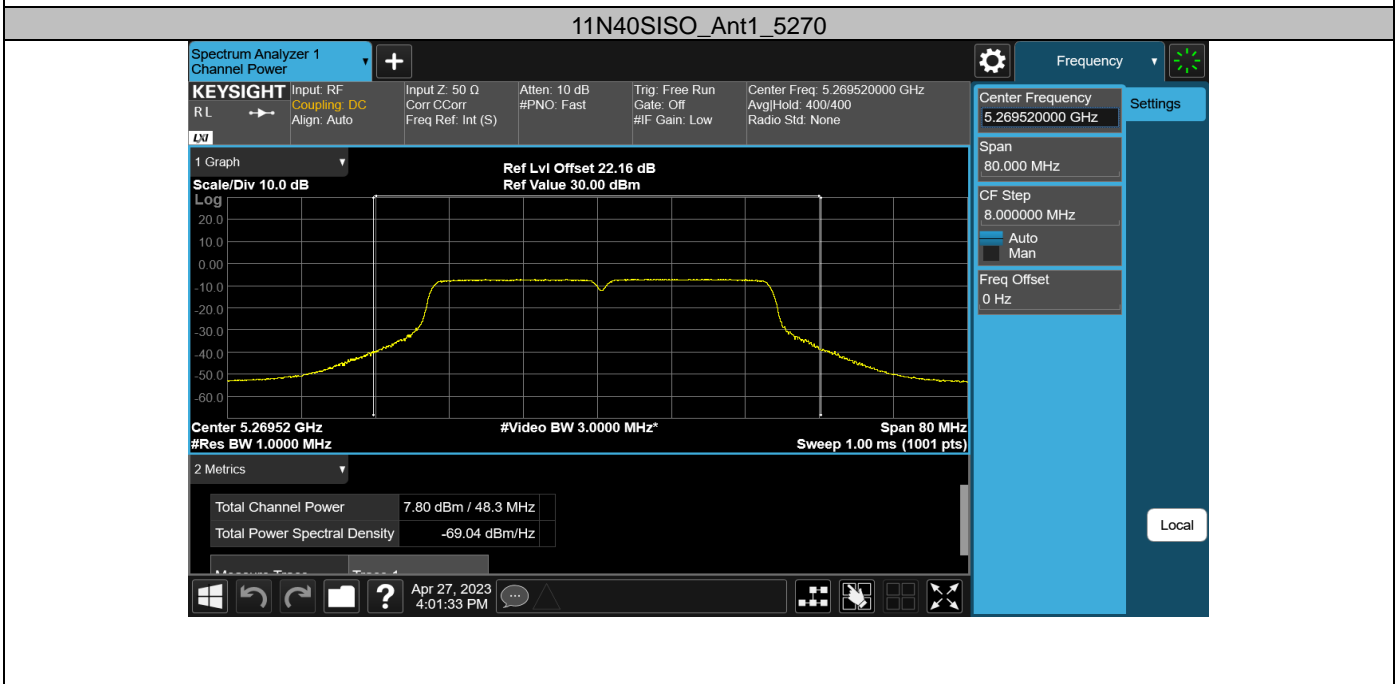 11N40SISO_Ant1_5270
Spectrum Analyzer 1
Channel Power
Frequency
KEYSIGHT
RL
LXI
Input: RF
Coupling: DC
Align: Auto
Input Z: 50 Ω
Corr CCorr
Freq Ref: Int (S)
Atten: 10 dB
#PNO: Fast
Trig: Free Run
Gate: Off
#IF Gain: Low
Center Freq: 5.269520000 GHz
Avg|Hold: 400/400
Radio Std: None
1 Graph
Scale/Div 10.0 dB
Ref Lvl Offset 22.16 dB
Ref Value 30.00 dBm
Log
20.0
10.0
0.00
-10.0
-20.0
-30.0
-40.0
-50.0
-60.0
Center 5.26952 GHz
#Res BW 1.0000 MHz
#Video BW 3.0000 MHz*
Span 80 MHz
Sweep 1.00 ms (1001 pts)
2 Metrics
Total Channel Power 7.80 dBm / 48.3 MHz
Total Power Spectral Density -69.04 dBm/Hz
Measure Trace Trace 1
?
Apr 27, 2023
4:01:33 PM
Center Frequency
5.269520000 GHz
Span
80.000 MHz
CF Step
8.000000 MHz
Auto
Man
Freq Offset
0 Hz
Settings
Local